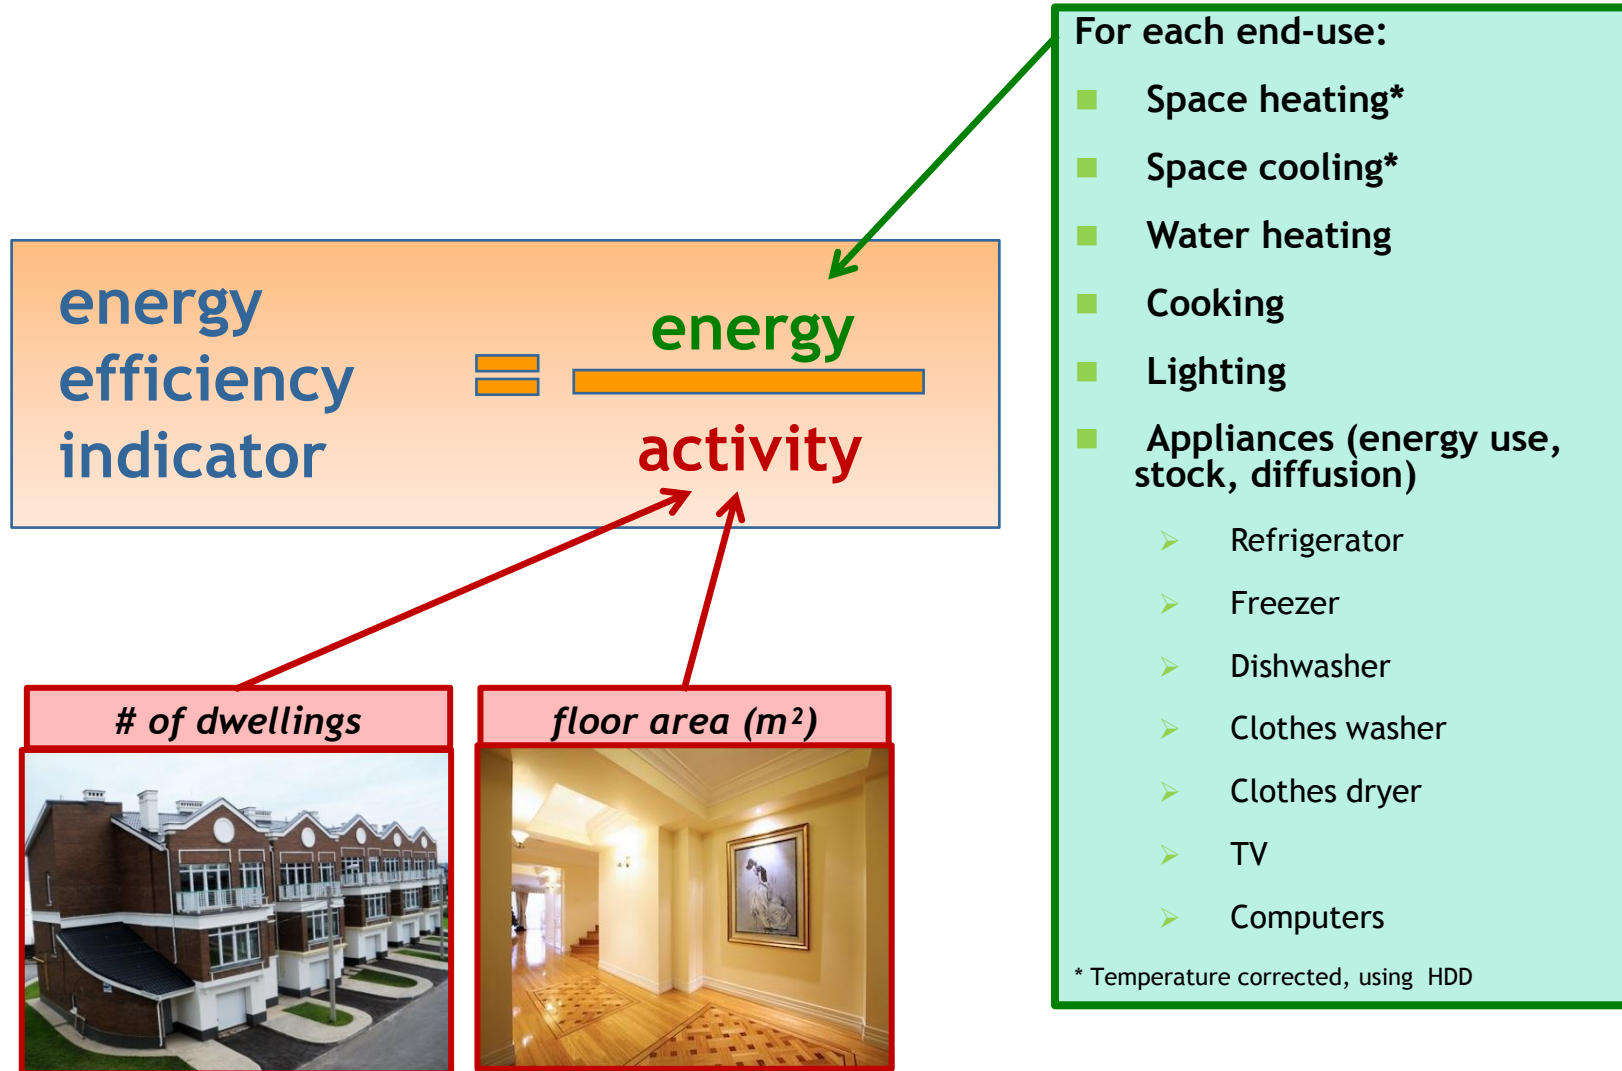 energy
efficiency
indicator
energy
activity
# of dwellings
floor area (m²)
For each end-use:
Space heating*
Space cooling*
Water heating
Cooking
Lighting
Appliances (energy use,
stock, diffusion)
Refrigerator
Freezer
Dishwasher
Clothes washer
Clothes dryer
TV
Computers
* Temperature corrected, using HDD